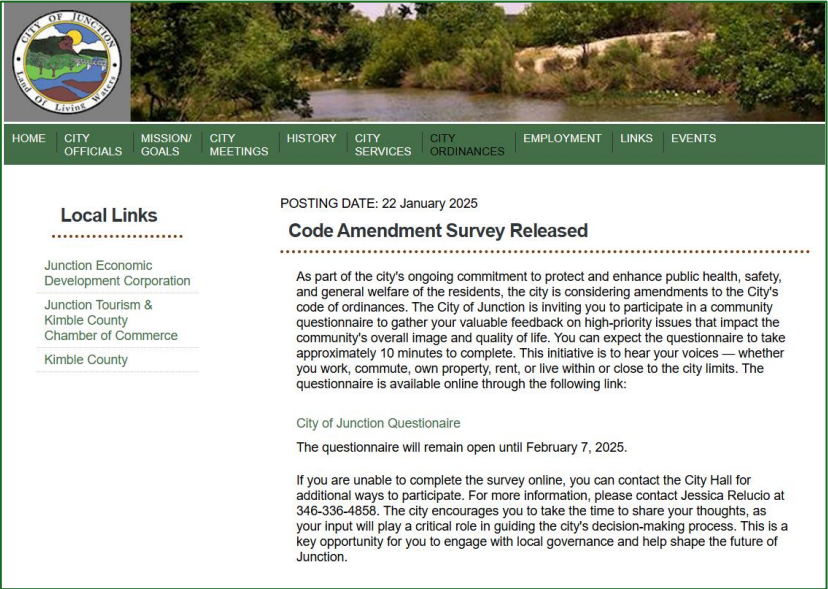 CITY OF JUNCTION
Land Of Living Waters
HOME
CITY
OFFICIALS
MISSION/
GOALS
CITY
MEETINGS
HISTORY
CITY
SERVICES
CITY
ORDINANCES
EMPLOYMENT
LINKS
EVENTS
Local Links
Junction Economic
Development Corporation
Junction Tourism &
Kimble County
Chamber of Commerce
Kimble County
POSTING DATE: 22 January 2025
Code Amendment Survey Released
As part of the city's ongoing commitment to protect and enhance public health, safety,
and general welfare of the residents, the city is considering amendments to the City's
code of ordinances. The City of Junction is inviting you to participate in a community
questionnaire to gather your valuable feedback on high-priority issues that impact the
community's overall image and quality of life. You can expect the questionnaire to take
approximately 10 minutes to complete. This initiative is to hear your voices — whether
you work, commute, own property, rent, or live within or close to the city limits. The
questionnaire is available online through the following link:
City of Junction Questionaire
The questionnaire will remain open until February 7, 2025.
If you are unable to complete the survey online, you can contact the City Hall for
additional ways to participate. For more information, please contact Jessica Relucio at
346-336-4858. The city encourages you to take the time to share your thoughts, as
your input will play a critical role in guiding the city's decision-making process. This is a
key opportunity for you to engage with local governance and help shape the future of
Junction.